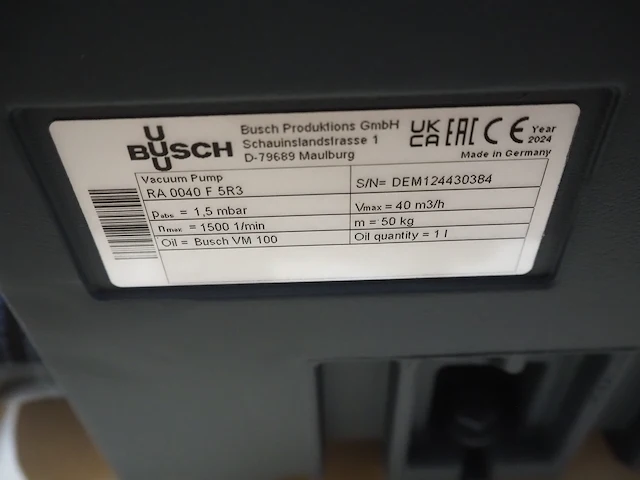 BUSCH
Busch Produktions GmbH
Schauinslandstrasse 1
D-79689 Maulburg
UK
CA
EAC CE
Year
2024
Made in Germany
Vacuum Pump
RA 0040 F 5R3
S/N= DEM124430384
Pabs = 1,5 mbar
Vmax = 40 m3/h
nmax = 1500 1/min
m = 50 kg
Oil = Busch VM 100
Oil quantity = 1 l